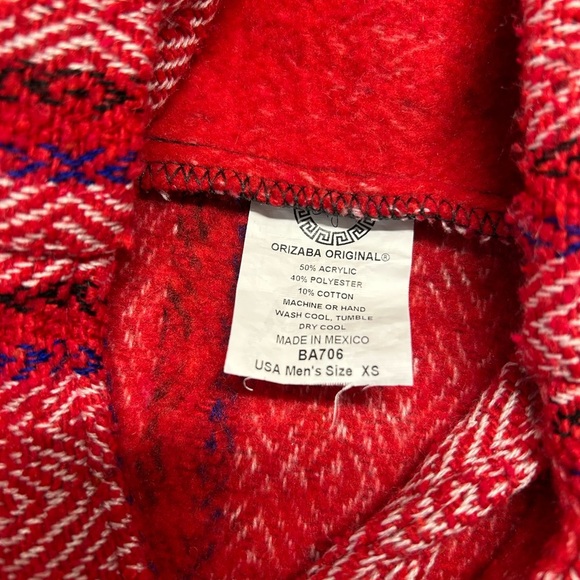 ORIZABA ORIGINAL®
50% ACRYLIC
40% POLYESTER
10% COTTON
MACHINE OR HAND
WASH COOL, TUMBLE
DRY COOL
MADE IN MEXICO
BA706
USA Men's Size XS